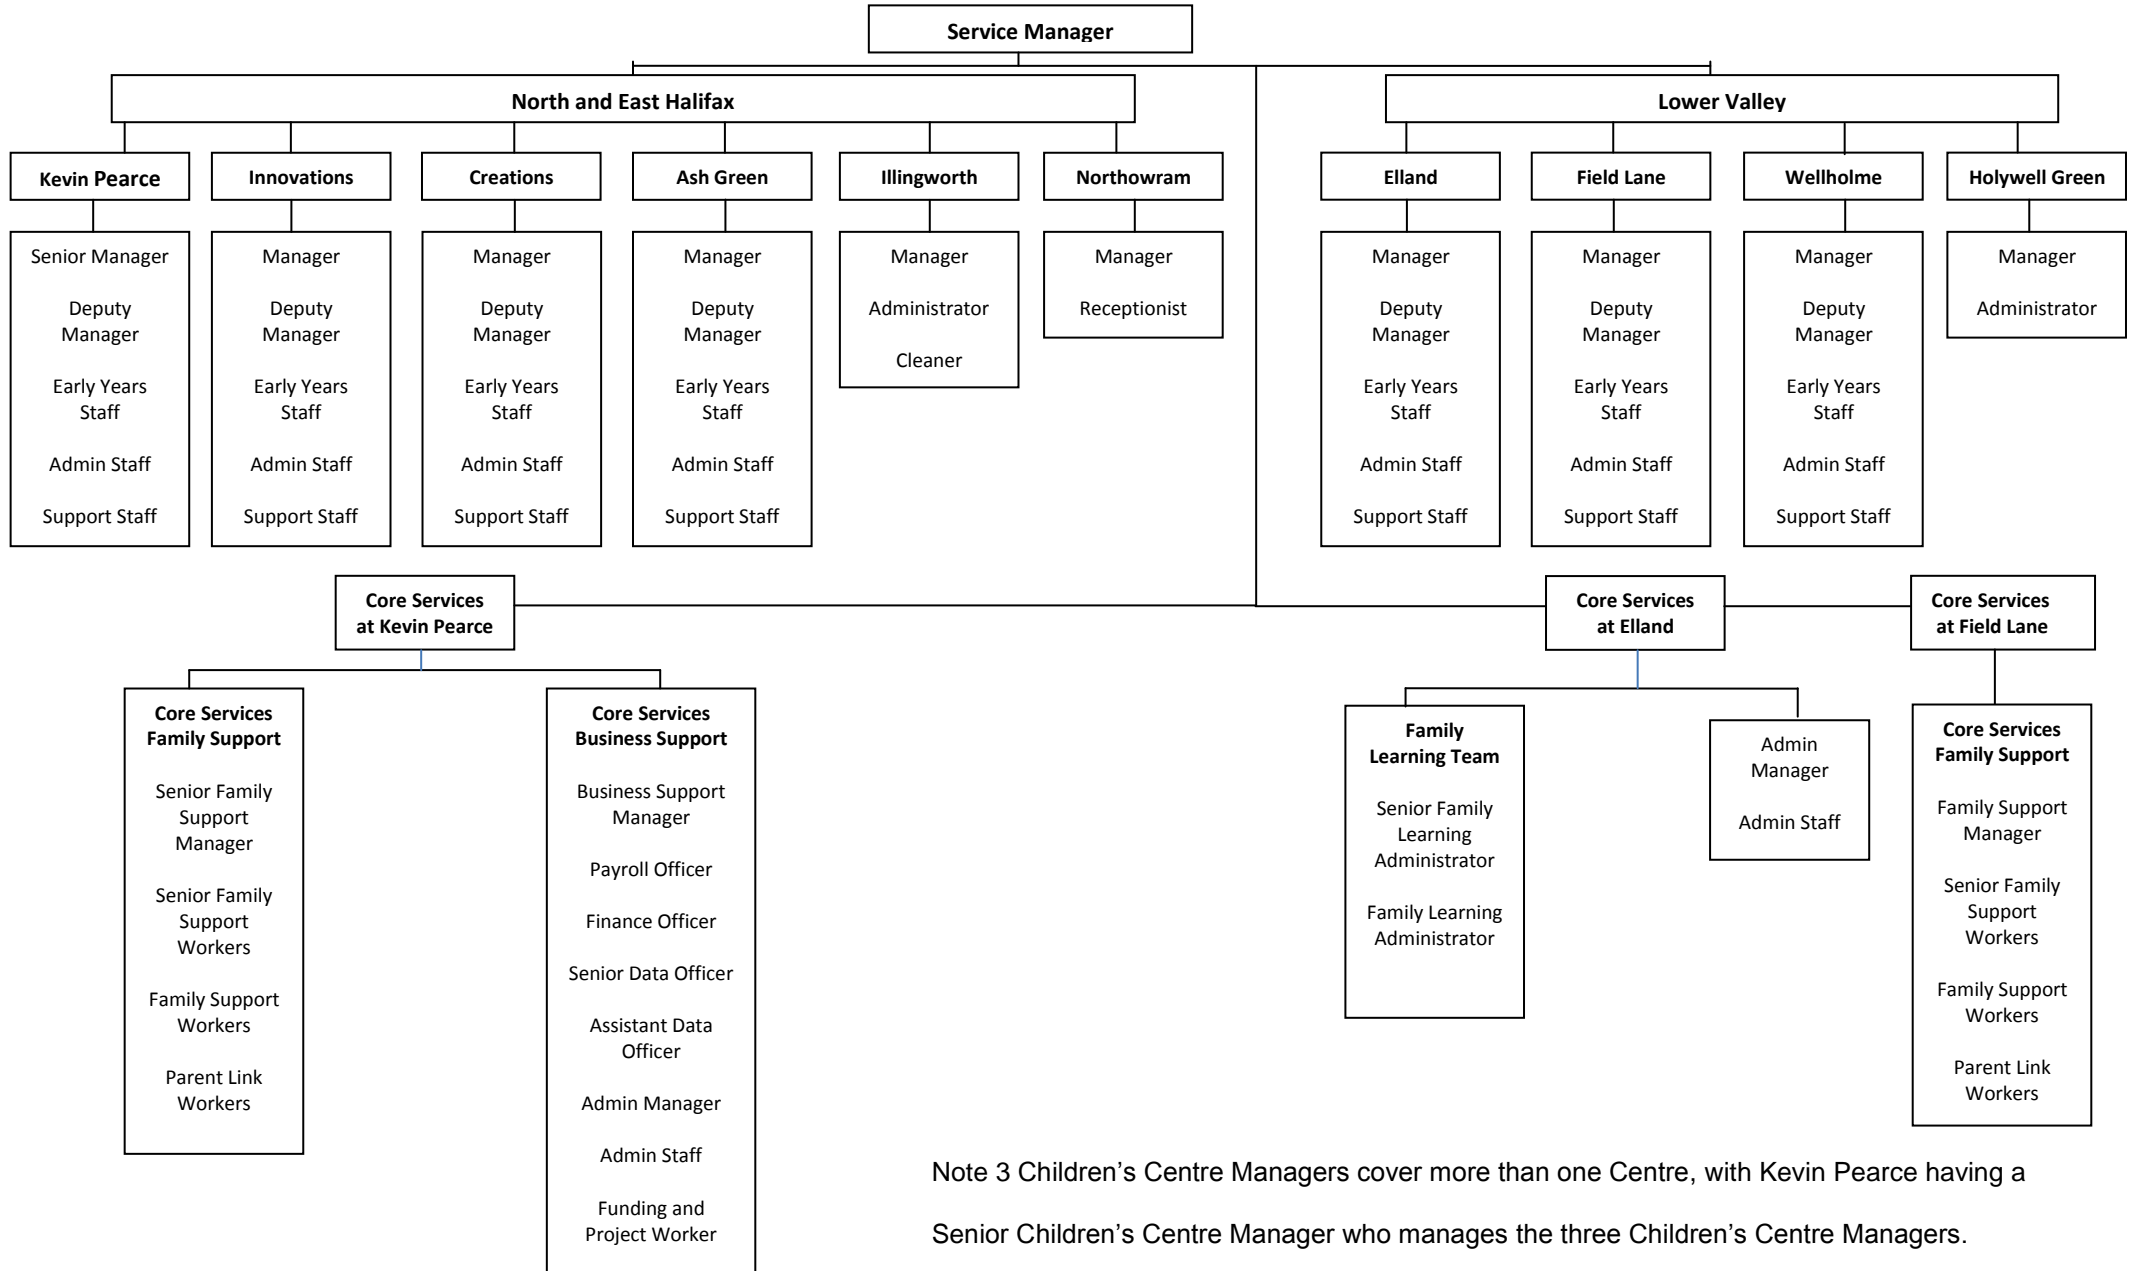 Service Manager
North and East Halifax
Lower Valley
Kevin Pearce
Innovations
Creations
Ash Green
Illingworth
Northowram
Elland
Field Lane
Wellholme
Holywell Green
Senior Manager
Deputy
Manager
Early Years
Staff
Admin Staff
Support Staff
Manager
Deputy
Manager
Early Years
Staff
Admin Staff
Support Staff
Manager
Deputy
Manager
Early Years
Staff
Admin Staff
Support Staff
Manager
Deputy
Manager
Early Years
Staff
Admin Staff
Support Staff
Manager
Administrator
Cleaner
Manager
Receptionist
Manager
Deputy
Manager
Early Years
Staff
Admin Staff
Support Staff
Manager
Deputy
Manager
Early Years
Staff
Admin Staff
Support Staff
Manager
Deputy
Manager
Early Years
Staff
Admin Staff
Support Staff
Manager
Administrator
Core Services
at Kevin Pearce
Core Services
at Elland
Core Services
at Field Lane
Core Services
Family Support
Senior Family
Support
Manager
Senior Family
Support
Workers
Family Support
Workers
Parent Link
Workers
Core Services
Business Support
Business Support
Manager
Payroll Officer
Finance Officer
Senior Data Officer
Assistant Data
Officer
Admin Manager
Admin Staff
Funding and
Project Worker
Family
Learning Team
Senior Family
Learning
Administrator
Family Learning
Administrator
Admin
Manager
Admin Staff
Core Services
Family Support
Family Support
Manager
Senior Family
Support
Workers
Family Support
Workers
Parent Link
Workers
Note 3 Children’s Centre Managers cover more than one Centre, with Kevin Pearce having a
Senior Children’s Centre Manager who manages the three Children’s Centre Managers.